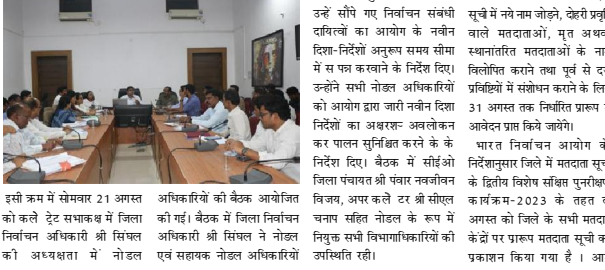 इसी क्रम में सोमवार 21 अगस्त
को कले ट्रेट सभाकक्ष में जिला
निर्वाचन अधिकारी श्री सिंघल
की अध्यक्षता में नोडल
अधिकारियों की बैठक आयोजित
की गई। बैठक में जिला निर्वाचन
अधिकारी श्री सिंघल ने नोडल
एवं सहायक नोडल अधिकारियों
उन्हें सौंपे गए निर्वाचन संबंधी
दायित्वों का आयोग के नवीन
दिशा-निर्देशों अनुरूप समय सीमा
में स पन्न करवाने के निर्देश दिए।
उन्होंने सभी नोडल अधिकारियों
को आयोग द्वारा जारी नवीन दिशा
निर्देशों का अक्षरश- अवलोकन
कर पालन सुनिश्चित करने के के
निर्देश दिए। बैठक में सीईओ
जिला पंचायत श्री पंवार नवजीवन
विजय, अपर कले टर श्री सीएल
चनाप सहित नोडल के रूप में
नियुक्त सभी विभागाधिकारियों की
उपस्थिति रही।
सूची में नये नाम जोड़ने, दोहरी
वाले मतदाताओं, मृत
स्थानांतरित मतदाताओं के
विलोपित कराने तथा पूर्व से
प्रविष्टियों में संशोधन कराने के
31 अगस्त तक निर्धारित प्रारूप
आवेदन प्राप्त किये जायेंगे।
भारत निर्वाचन आयोग
निर्देशानुसार जिले में मतदाता
के द्वितीय विशेष संक्षिप्त
कार्यक्रम-2023 के तहत
अगस्त को जिले के सभी
केंद्रों पर प्रारूप मतदाता सूची
प्रकाशन किया गया है ।